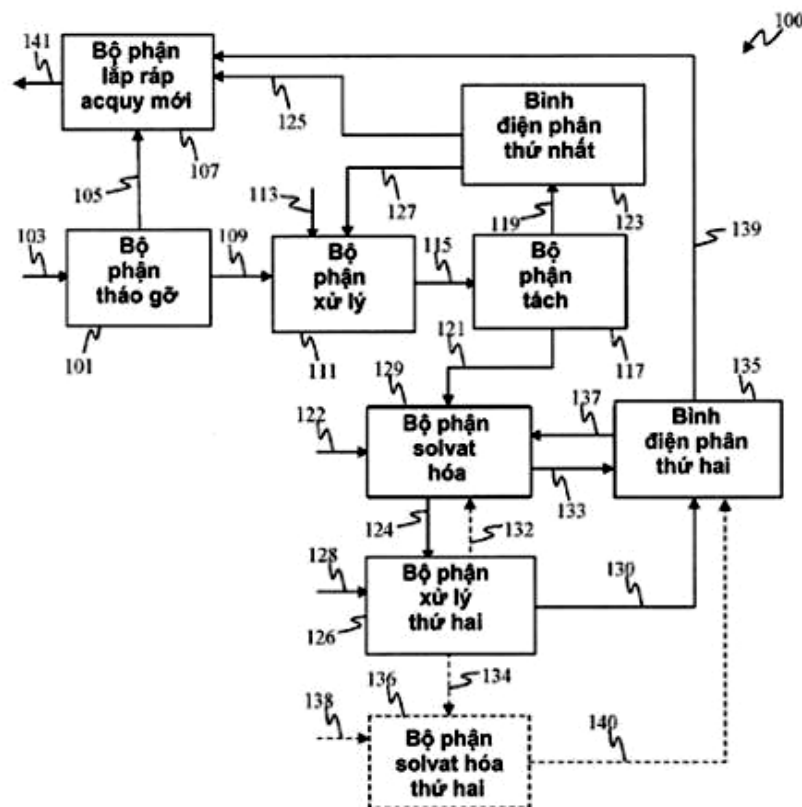 100
141
Bộ phận
lắp ráp
acquy mới
125
Bình
điện phân
thứ nhất
105
107
113
127
119
123
139
103
Bộ
phận
tháo gỡ
109
Bộ
phận
xử lý
115
Bộ
phận
tách
101
111
121
117
129
135
122
Bộ phận
solvat
hóa
137
Bình
điện phân
thứ hai
133
124
132
128
Bộ phận
xử lý
thứ hai
130
126
136
134
138
Bộ phận
solvat hóa
thứ hai
140